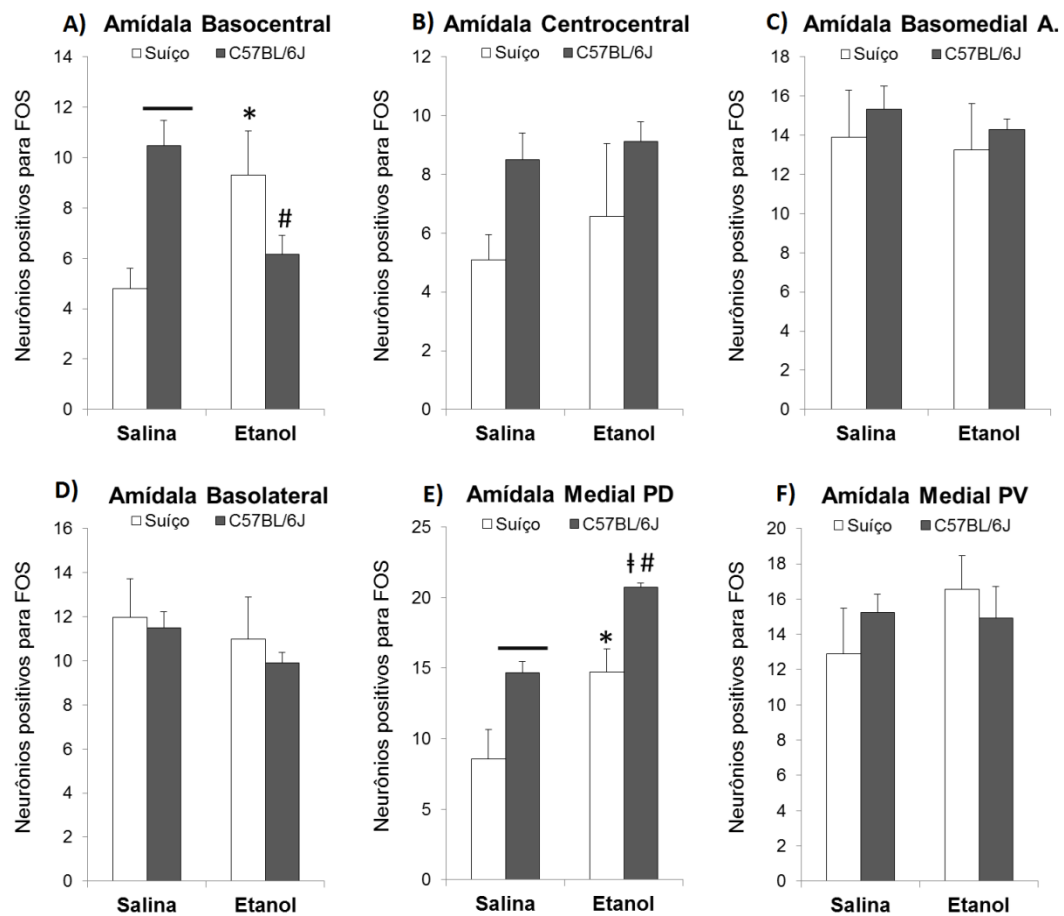 A) Amídala Basocentral
Suíço C57BL/6J
Neurônios positivos para FOS
14
12
10
8
6
4
2
0
*
#
Salina Etanol
B) Amídala Centrocentral
Suíço C57BL/6J
Neurônios positivos para FOS
12
10
8
6
4
2
0
Salina Etanol
C) Amídala Basomedial A.
Suíço C57BL/6J
Neurônios positivos para FOS
18
16
14
12
10
8
6
4
2
0
Salina Etanol
D) Amídala Basolateral
Suíço C57BL/6J
Neurônios positivos para FOS
16
14
12
10
8
6
4
2
0
Salina Etanol
E) Amídala Medial PD
Suíço C57BL/6J
Neurônios positivos para FOS
25
20
15
10
5
0
ǂ #
*
Salina Etanol
F) Amídala Medial PV
Suíço C57BL/6J
Neurônios positivos para FOS
20
18
16
14
12
10
8
6
4
2
0
Salina Etanol